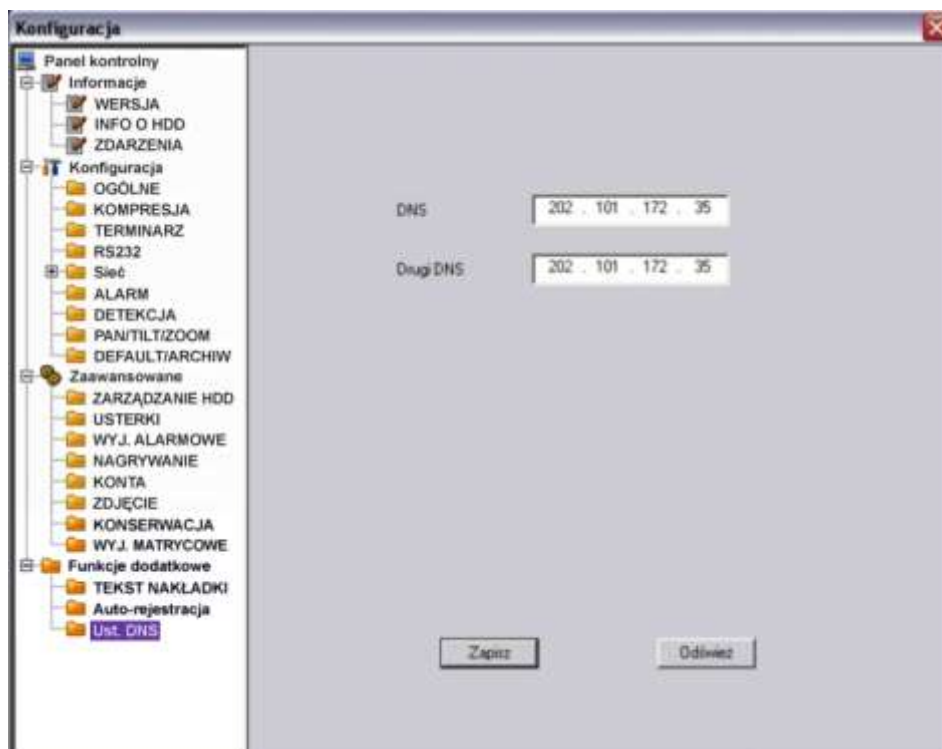 Konfiguracja
Panel kontrolny
Informacje
WERSJA
INFO O HDD
ZDARZENIA
Konfiguracja
OGÓLNE
KOMPRESJA
TERMINARZ
RS232
Sieć
ALARM
DETEKCJA
PAN/TILT/ZOOM
DEFAULT/ARCHIW
Zaawansowane
ZARZĄDZANIE HDD
USTERKI
WYJ. ALARMOWE
NAGRYWANIE
KONTA
ZDJĘCIE
KONSERWACJA
WYJ. MATRYCOWE
Funkcje dodatkowe
TEKST NAKŁADKI
Auto-rejestracja
Ust. DNS
DNS 202 . 101 . 172 . 35
Drugi DNS 202 . 101 . 172 . 35
Zapisz Odśwież